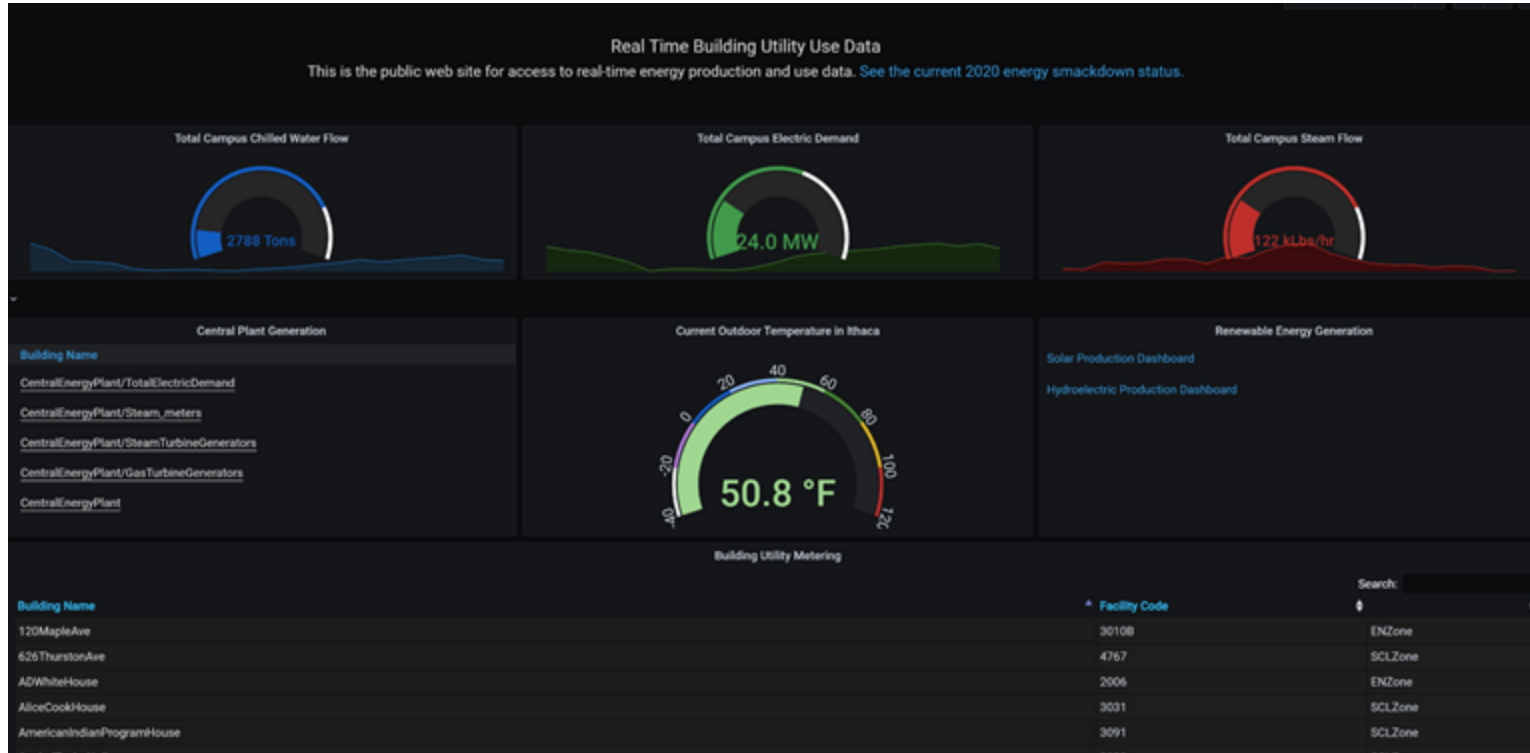 Real Time Building Utility Use Data
This is the public web site for access to real-time energy production and use data. See the current 2020 energy smackdown status.
Total Campus Chilled Water Flow
2788 Tons
Total Campus Electric Demand
24.0 MW
Total Campus Steam Flow
122 kLbs/hr
Central Plant Generation
Building Name
CentralEnergyPlant/TotalElectricDemand
CentralEnergyPlant/Steam_meters
CentralEnergyPlant/SteamTurbineGenerators
CentralEnergyPlant/GasTurbineGenerators
CentralEnergyPlant
Current Outdoor Temperature in Ithaca
-40 -20 0 20 40 60 80 100 120
50.8 °F
Renewable Energy Generation
Solar Production Dashboard
Hydroelectric Production Dashboard
Building Utility Metering
Search:
Building Name Facility Code
120MapleAve 3010B ENZone
626ThurstonAve 4767 SCLZone
ADWhiteHouse 2006 ENZone
AliceCookHouse 3031 SCLZone
AmericanIndianProgramHouse 3091 SCLZone